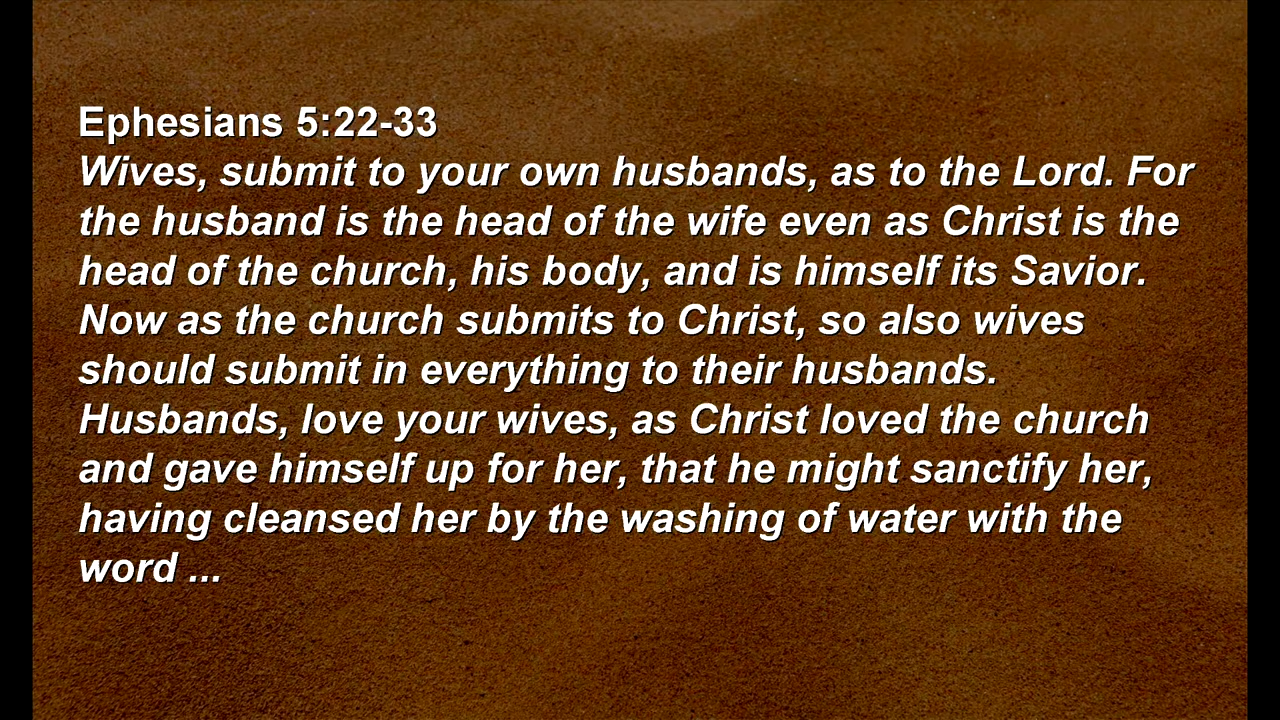 Ephesians 5:22-33
Wives, submit to your own husbands, as to the Lord. For
the husband is the head of the wife even as Christ is the
head of the church, his body, and is himself its Savior.
Now as the church submits to Christ, so also wives
should submit in everything to their husbands.
Husbands, love your wives, as Christ loved the church
and gave himself up for her, that he might sanctify her,
having cleansed her by the washing of water with the
word ...